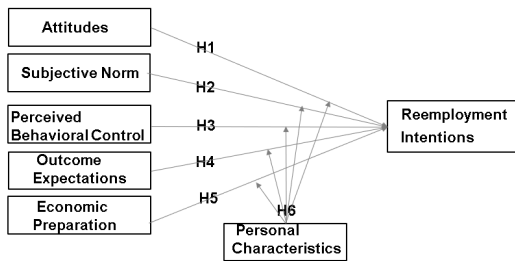 Attitudes
H1
Subjective Norm
H2
Perceived
Behavioral Control
H3
Reemployment
Intentions
Outcome
Expectations
H4
Economic
Preparation
H5
H6
Personal
Characteristics